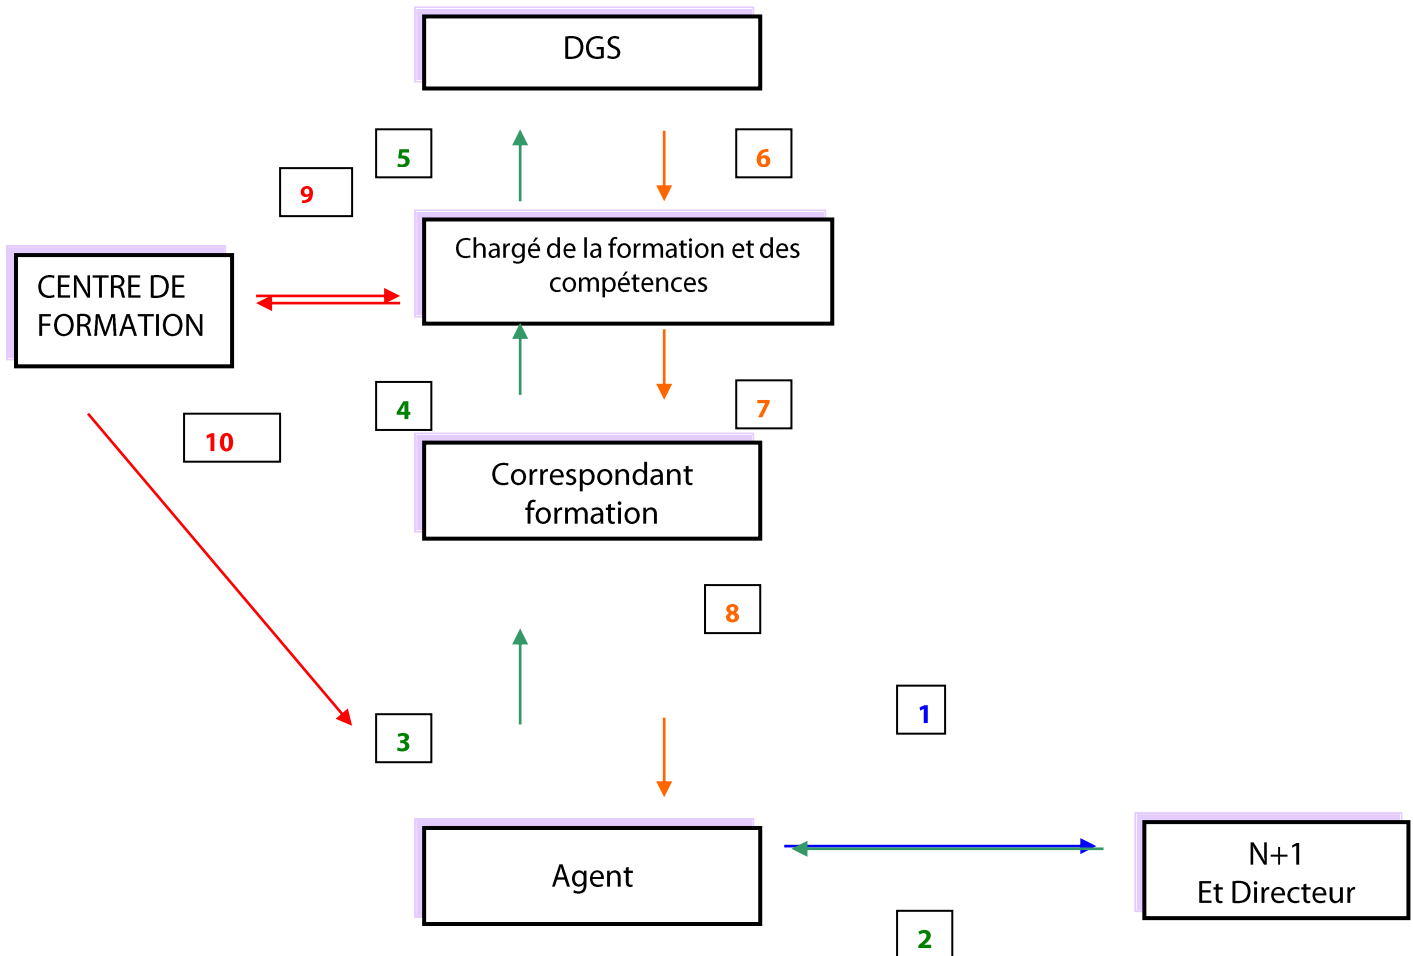 DGS
5
6
9
Chargé de la formation et des
compétences
CENTRE DE
FORMATION
4
7
10
Correspondant
formation
8
3
1
Agent
N+1
Et Directeur
2